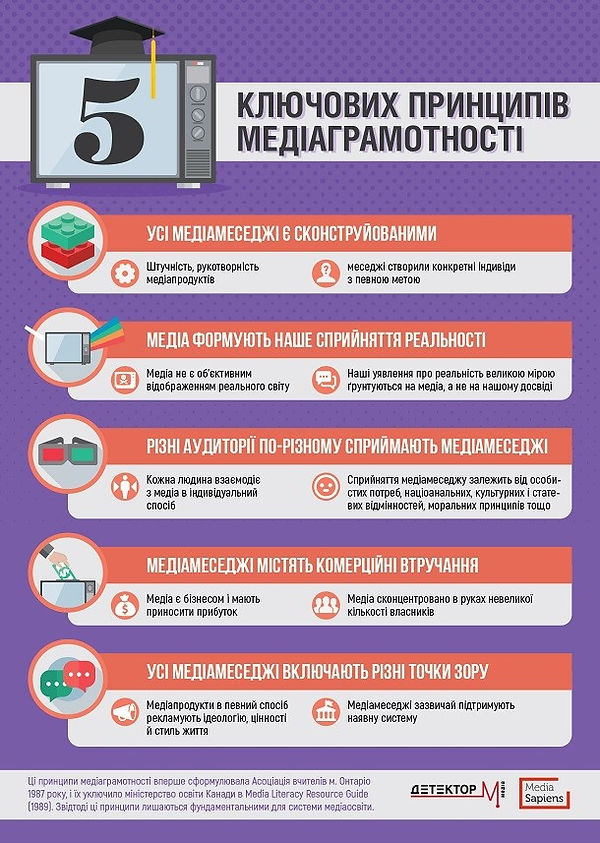 5
КЛЮЧОВИХ ПРИНЦИПІВ
МЕДІАГРАМОТНОСТІ
УСІ МЕДІАМЕСЕДЖІ Є СКОНСТРУЙОВАНИМИ
Штучність, рукотворність
медіапродуктів
меседжі створили конкретні індивіди
з певною метою
МЕДІА ФОРМУЮТЬ НАШЕ СПРИЙНЯТТЯ РЕАЛЬНОСТІ
Медіа не є об'єктивним
відображенням реального світу
Наші уявлення про реальність великою мірою
ґрунтуються на медіа, а не на нашому досвіді
РІЗНІ АУДИТОРІЇ ПО-РІЗНОМУ СПРИЙМАЮТЬ МЕДІАМЕСЕДЖІ
Кожна людина взаємодіє
з медіа в індивідуальний
спосіб
Сприйняття медіамеседжу залежить від особи-
стих потреб, націоанальних, культурних і стате-
вих відмінностей, моральних принципів тощо
МЕДІАМЕСЕДЖІ МІСТЯТЬ КОМЕРЦІЙНІ ВТРУЧАННЯ
Медіа є бізнесом і мають
приносити прибуток
Медіа сконцентровано в руках невеликої
кількості власників
УСІ МЕДІАМЕСЕДЖІ ВКЛЮЧАЮТЬ РІЗНІ ТОЧКИ ЗОРУ
Медіапродукти в певний спосіб
рекламують ідеологію, цінності
й стиль життя
Медіамеседжі зазвичай підтримують
наявну систему
Ці принципи медіаграмотності вперше сформулювала Асоціація вчителів м. Онтаріо
1987 року, і їх уключило міністерство освіти Канади в Media Literacy Resource Guide
(1989). Звідтоді ці принципи лишаються фундаментальними для системи медіаосвіти.
ДЕТЕКТОР М медіа
Media
Sapiens